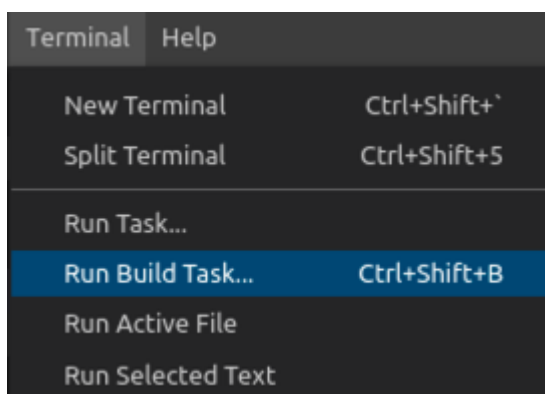 Terminal Help
New Terminal Ctrl+Shift+`
Split Terminal Ctrl+Shift+5
Run Task...
Run Build Task... Ctrl+Shift+B
Run Active File
Run Selected Text